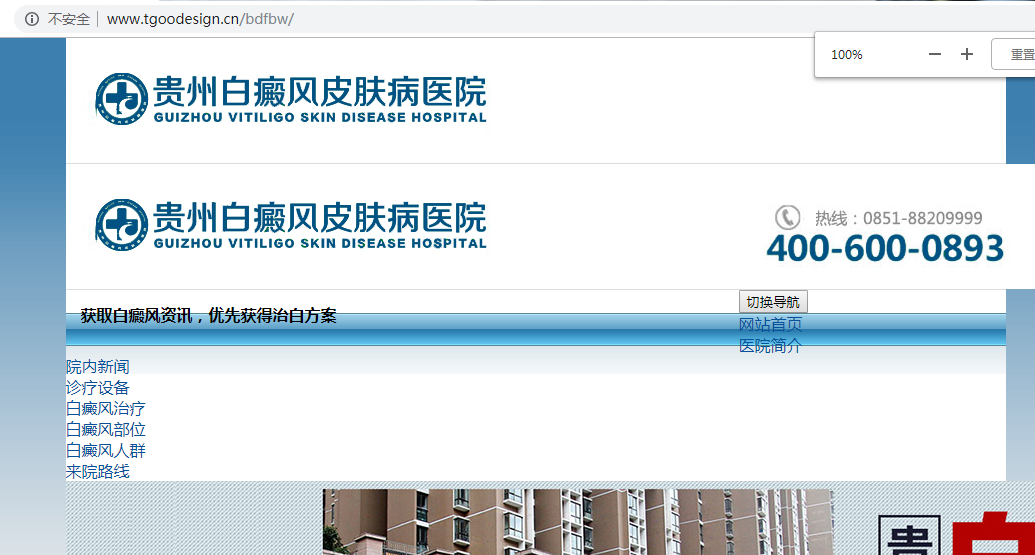 不安全 | www.tgoodesign.cn/bdfbw/
100% － ＋ 重置
贵州白癜风皮肤病医院
GUIZHOU VITILIGO SKIN DISEASE HOSPITAL
贵州白癜风皮肤病医院
GUIZHOU VITILIGO SKIN DISEASE HOSPITAL
热线：0851-88209999
400-600-0893
切换导航
获取白癜风资讯，优先获得治白方案
网站首页
医院简介
院内新闻
诊疗设备
白癜风治疗
白癜风部位
白癜风人群
来院路线
贵